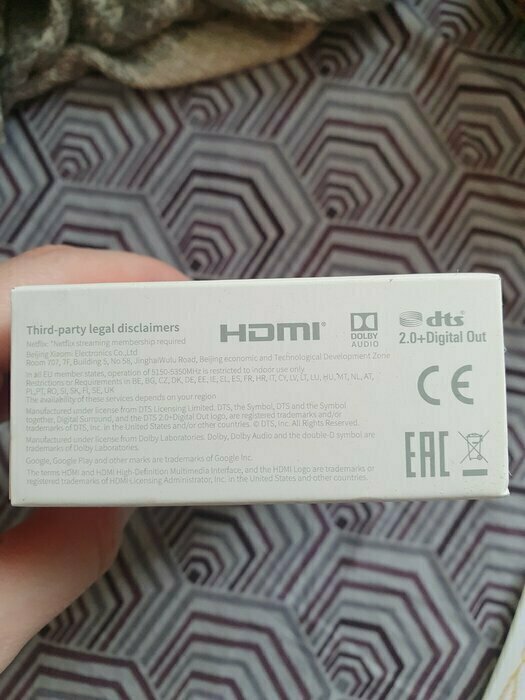 Third-party legal disclaimers
Netflix: *Netflix streaming membership required
Beijing Xiaomi Electronics Co.,Ltd
Room 707, 7F, Building 5, No 58, JinghaiWulu Road, Beijing economic and Technological Development Zone
In all EU member states, operation of 5150-5350MHz is restricted to indoor use only
Restrictions or Requirements in BE, BG, CZ, DK, DE, EE, IE, EL, ES, FR, HR, IT, CY, LV, LT, LU, HU, MT, NL, AT,
PL, PT, RO, SI, SK, FI, SE, UK
The availability of these services depends on your region
Manufactured under license from DTS Licensing Limited. DTS, the Symbol, DTS and the Symbol
together, Digital Surround, and the DTS 2.0+Digital Out logo, are registered trademarks and/or
trademarks of DTS, Inc. in the United States and/or other countries. © DTS, Inc. All Rights Reserved.
Manufactured under license from Dolby Laboratories. Dolby, Dolby Audio and the double-D symbol are
trademarks of Dolby Laboratories.
Google, Google Play and other marks are trademarks of Google Inc.
The terms HDMI and HDMI High-Definition Multimedia Interface, and the HDMI Logo are trademarks or
registered trademarks of HDMI Licensing Administrator, Inc. in the United States and other countries.
HDMI®
DOLBY
AUDIO
dts
2.0+Digital Out
CE
EAC